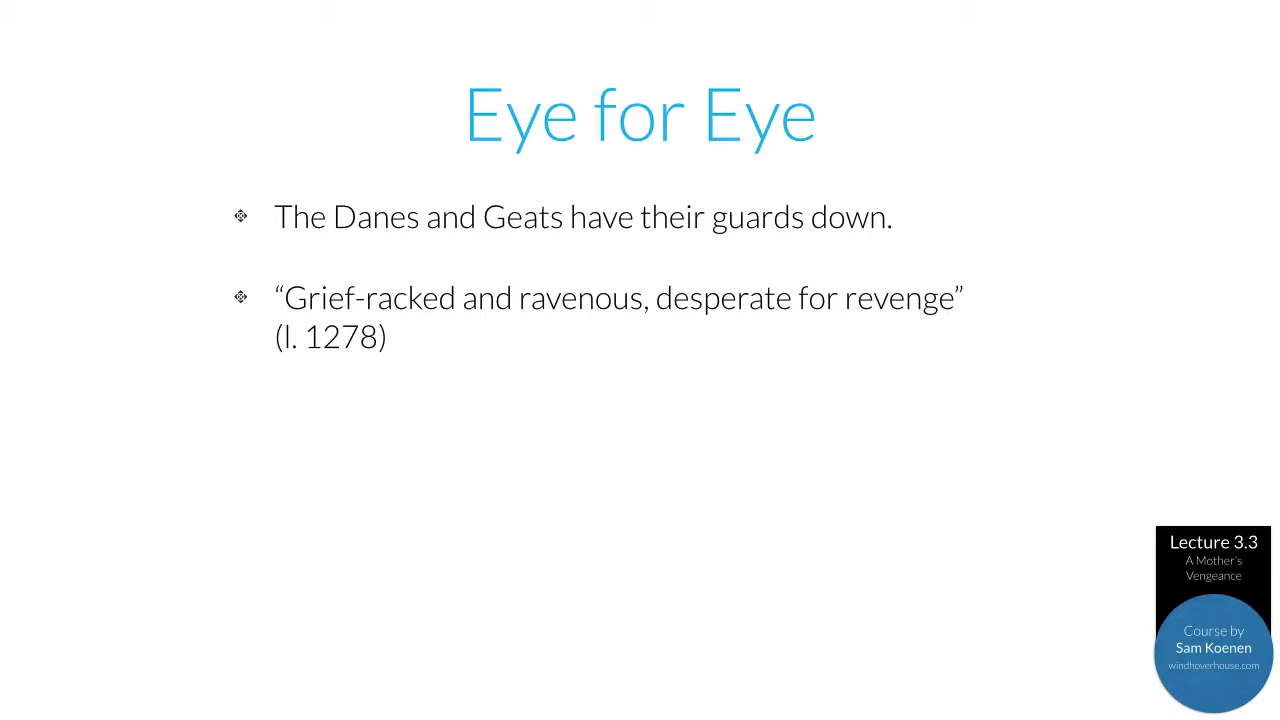 Eye for Eye
The Danes and Geats have their guards down.
“Grief-racked and ravenous, desperate for revenge”
(l. 1278)
Lecture 3.3
A Mother’s
Vengeance
Course by
Sam Koenen
windhoverhouse.com